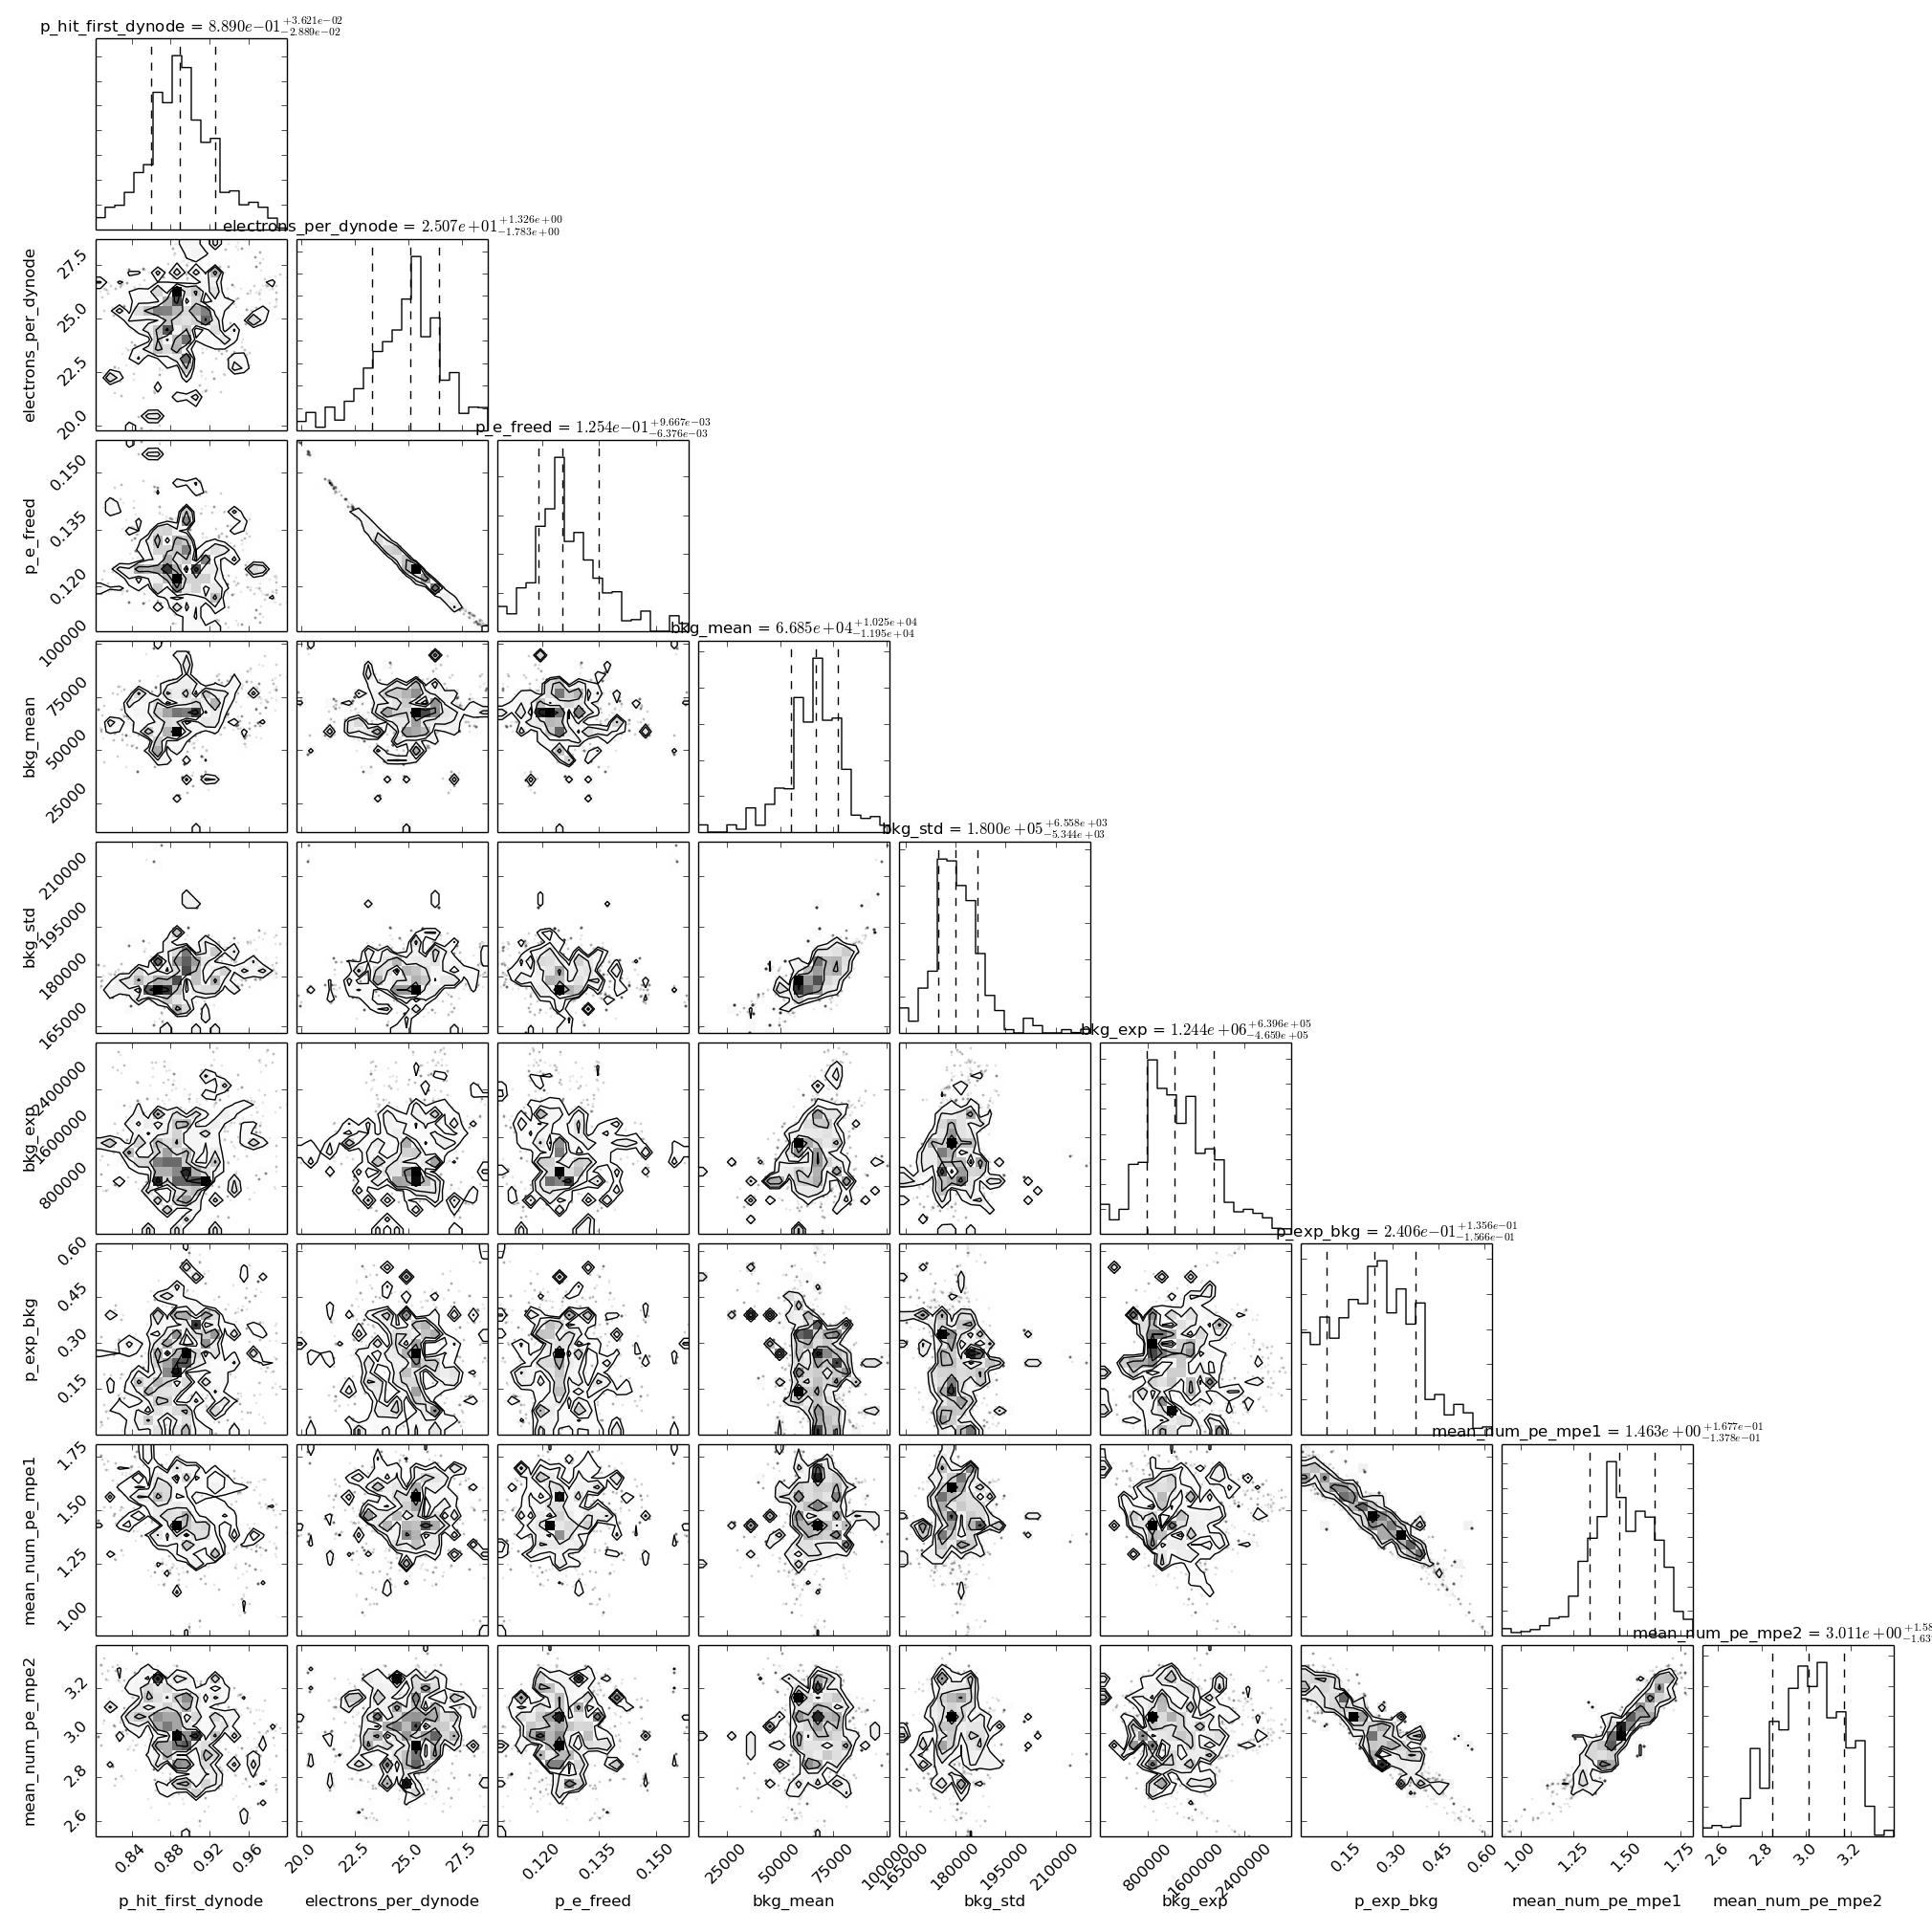 p_hit_first_dynode = 8.890e−01 +3.621e−02 −2.889e−02
electrons_per_dynode = 2.507e+01 +1.326e+00 −1.783e+00
27.5
25.0
22.5
20.0
electrons_per_dynode
p_e_freed = 1.254e−01 +9.667e−03 −6.376e−03
0.150
0.135
0.120
p_e_freed
bkg_mean = 6.685e+04 +1.025e+04 −1.195e+04
100000
75000
50000
25000
bkg_mean
bkg_std = 1.800e+05 +6.558e+03 −5.344e+03
210000
195000
180000
165000
bkg_std
bkg_exp = 1.244e+06 +6.396e+05 −4.659e+05
2400000
1600000
800000
bkg_exp
p_exp_bkg = 2.406e−01 +1.356e−01 −1.566e−01
0.60
0.45
0.30
0.15
p_exp_bkg
mean_num_pe_mpe1 = 1.463e+00 +1.677e−01 −1.378e−01
1.75
1.50
1.25
1.00
mean_num_pe_mpe1
mean_num_pe_mpe2 = 3.011e+00 +1.58 −1.63
3.2
3.0
2.8
2.6
mean_num_pe_mpe2
0.84 0.88 0.92 0.96 20.0 22.5 25.0 27.5 0.120 0.135 0.150 25000 50000 75000 100000 165000 180000 195000 210000 800000 1600000 2400000 0.15 0.30 0.45 0.60 1.00 1.25 1.50 1.75 2.6 2.8 3.0 3.2
p_hit_first_dynode electrons_per_dynode p_e_freed bkg_mean bkg_std bkg_exp p_exp_bkg mean_num_pe_mpe1 mean_num_pe_mpe2